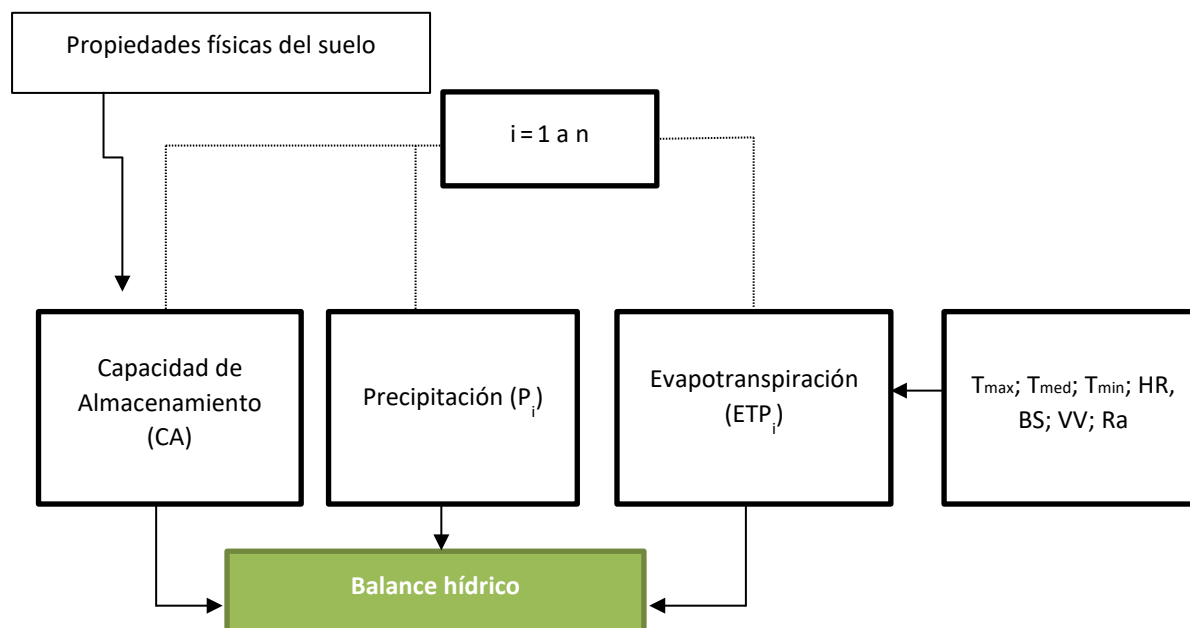 Propiedades físicas del suelo
i = 1 a n
Capacidad de
Almacenamiento
(CA)
Precipitación (Pi)
Evapotranspiración
(ETPi)
Tmax; Tmed; Tmin; HR,
BS; VV; Ra
Balance hídrico